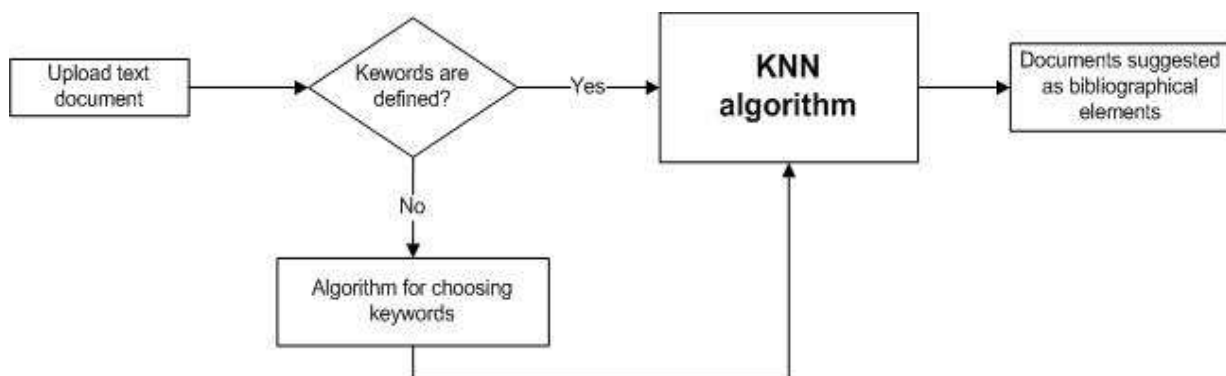 Upload text
document
Kewords are
defined?
Yes
KNN
algorithm
Documents suggested
as bibliographical
elements
No
Algorithm for choosing
keywords